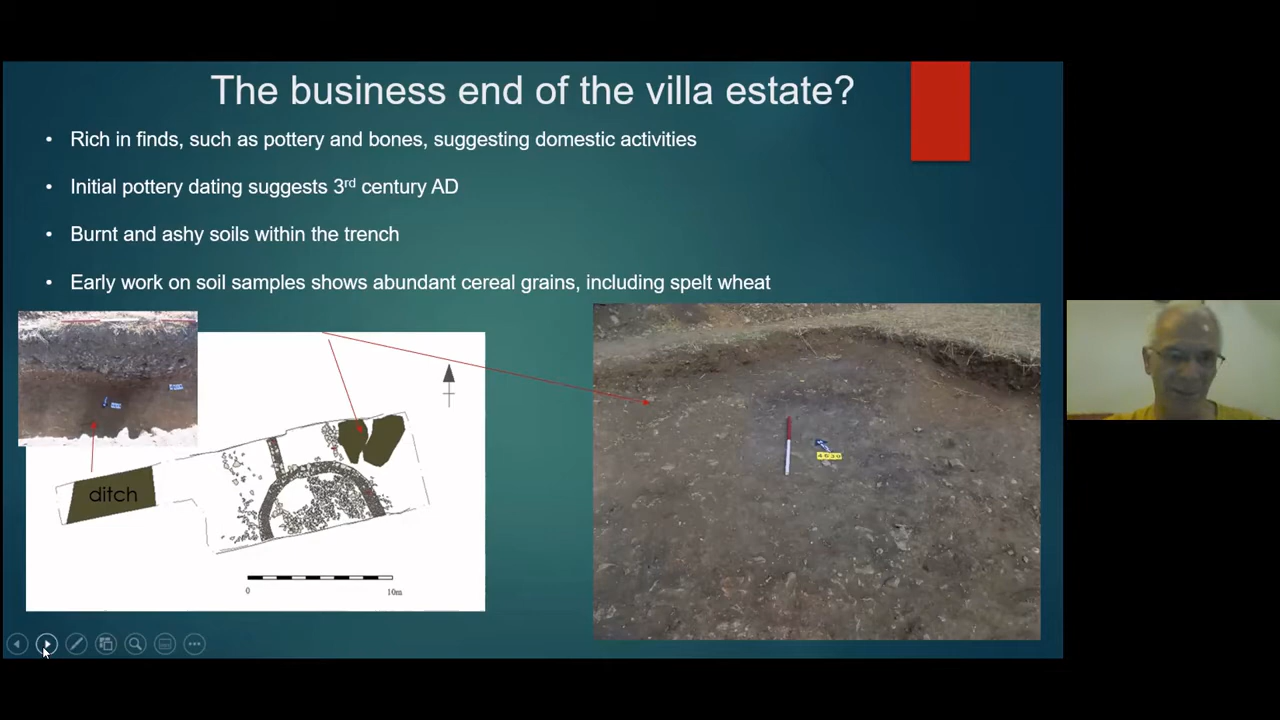 The business end of the villa estate?
• Rich in finds, such as pottery and bones, suggesting domestic activities
• Initial pottery dating suggests 3rd century AD
• Burnt and ashy soils within the trench
• Early work on soil samples shows abundant cereal grains, including spelt wheat
ditch
0 10m